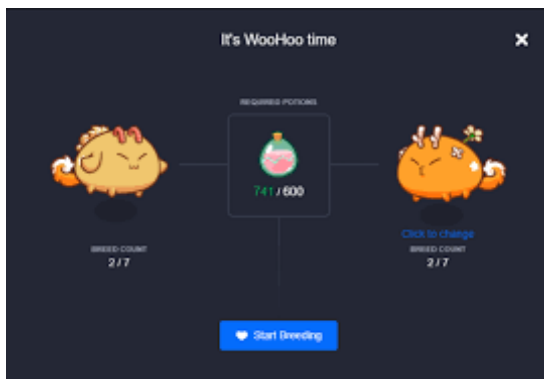 It's WooHoo time
REQUIRED POTIONS
741 / 600
Click to change
BREED COUNT
2 / 7
BREED COUNT
2 / 7
Start Breeding